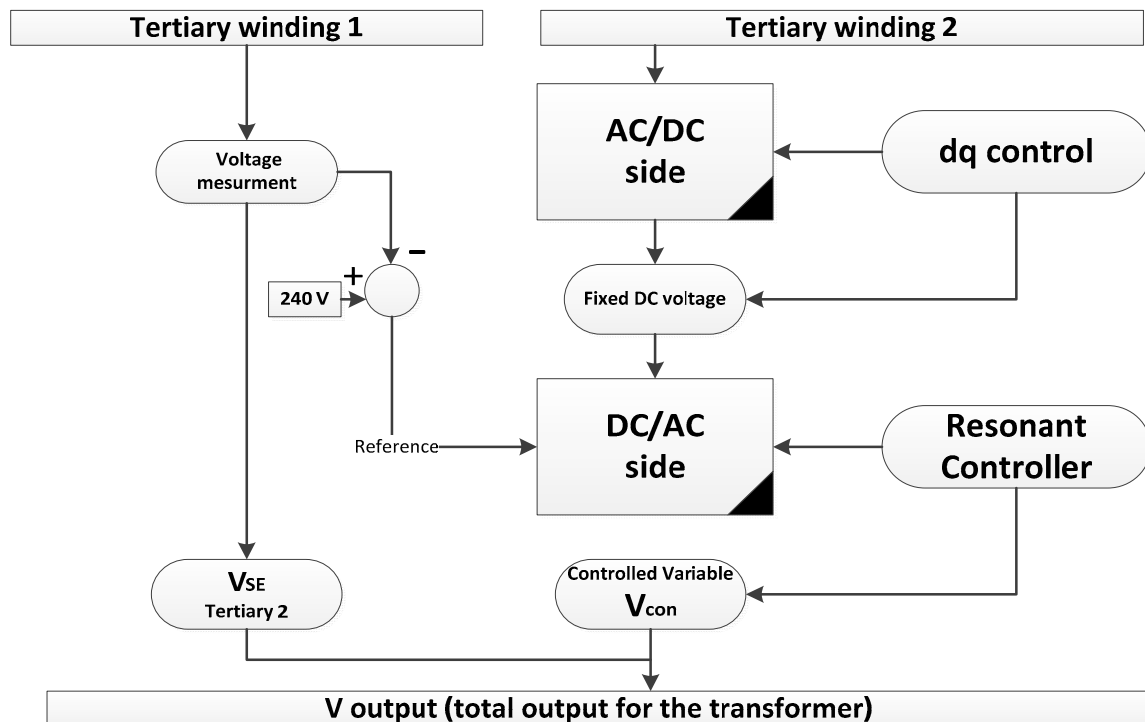 Tertiary winding 1
Tertiary winding 2
Voltage
mesurment
AC/DC
side
dq control
−
+
240 V
Fixed DC voltage
Reference
DC/AC
side
Resonant
Controller
VSE
Tertiary 2
Controlled Variable
Vcon
V output (total output for the transformer)